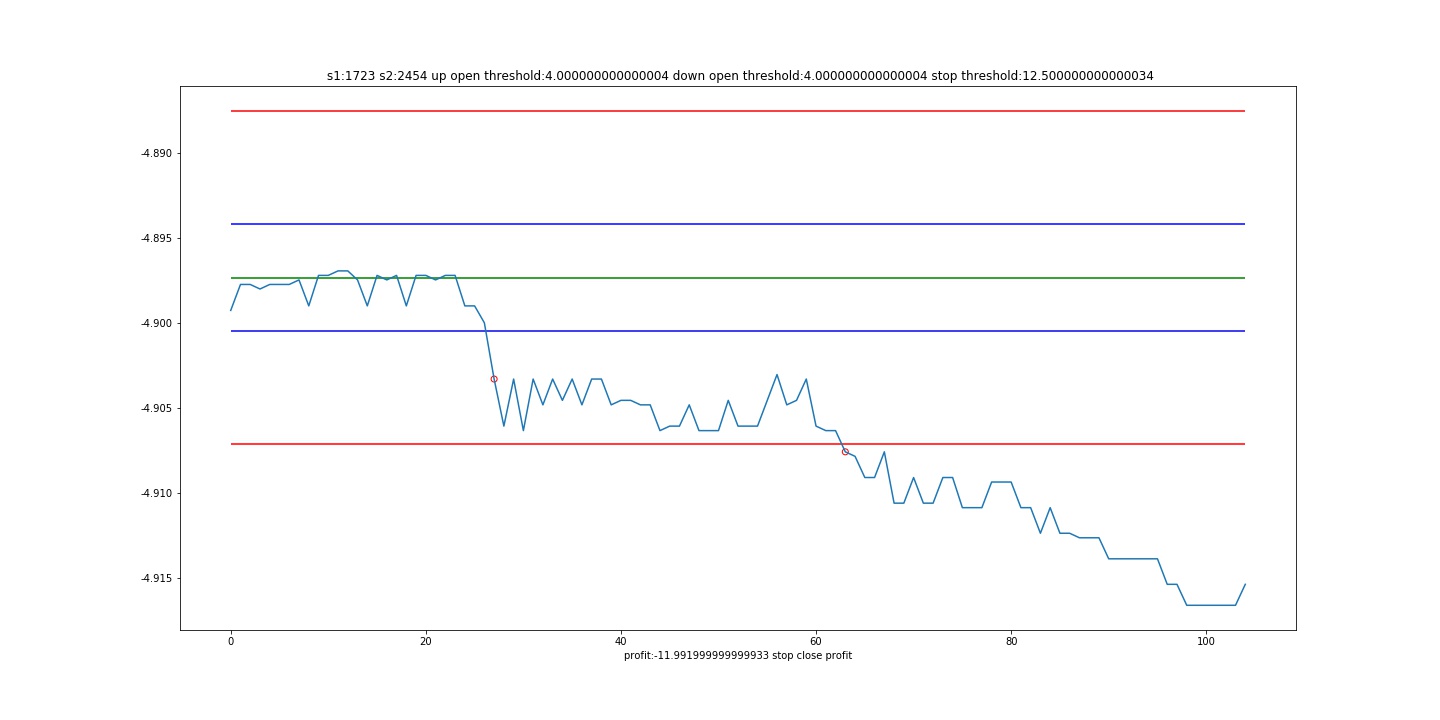 s1:1723 s2:2454 up open threshold:4.000000000000004 down open threshold:4.000000000000004 stop threshold:12.500000000000034
-4.890
-4.895
-4.900
-4.905
-4.910
-4.915
0 20 40 60 80 100
profit:-11.991999999999933 stop close profit